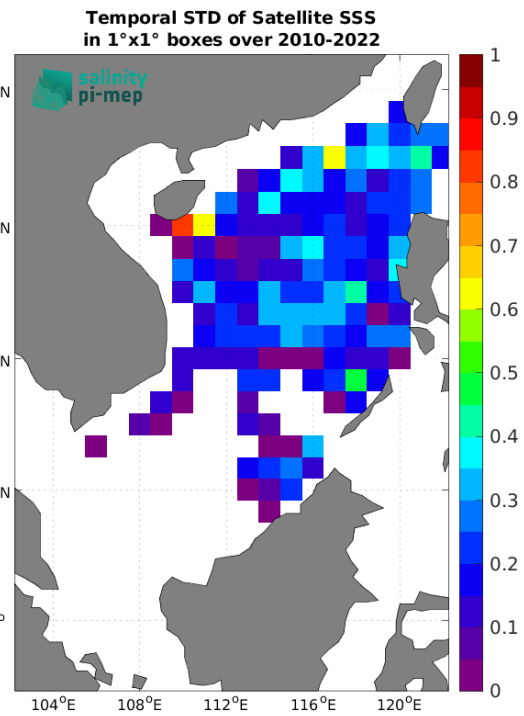 Temporal STD of Satellite SSS
in 1°x1° boxes over 2010-2022
salinity
pi-mep
N
N
N
N
o
104°E 108°E 112°E 116°E 120°E
1
0.9
0.8
0.7
0.6
0.5
0.4
0.3
0.2
0.1
0